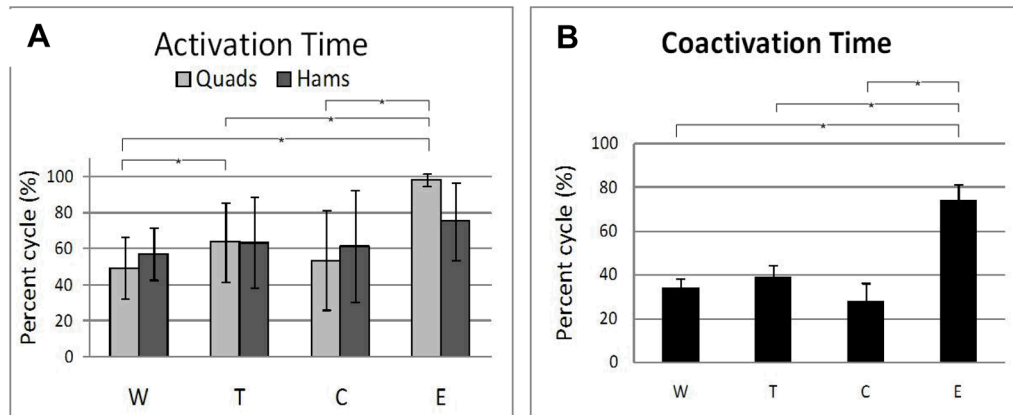 A
Activation Time
Quads Hams
*
*
*
*
Percent cycle (%)
100
80
60
40
20
0
W T C E
B
Coactivation Time
*
*
*
Percent cycle (%)
100
80
60
40
20
0
W T C E